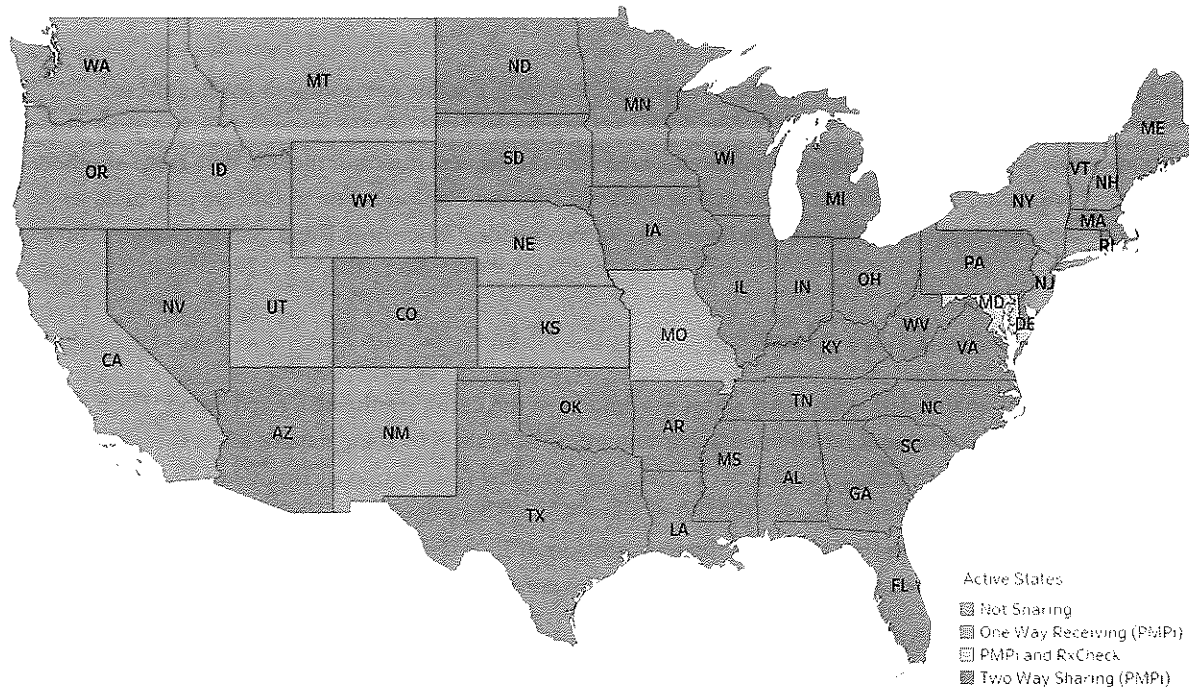 WA
MT
ND
MN
ME
OR
ID
SD
WI
VT
NH
WY
MI
NY
MA
RI
IA
NE
PA
NV
UT
CO
IL
IN
OH
NJ
MD
KS
MO
WV
DE
CA
KY
VA
TN
OK
NC
AZ
NM
AR
SC
MS
AL
GA
TX
LA
FL
Active States
Not Sharing
One Way Receiving (PMPi)
PMPi and RxCheck
Two Way Sharing (PMPi)